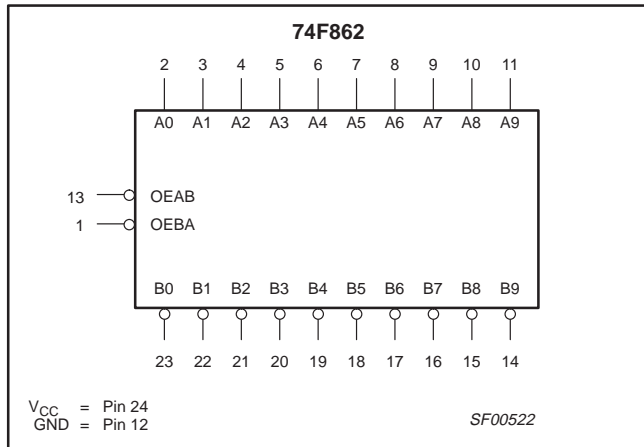 74F862
2 3 4 5 6 7 8 9 10 11
A0 A1 A2 A3 A4 A5 A6 A7 A8 A9
13 OEAB
1 OEBA
B0 B1 B2 B3 B4 B5 B6 B7 B8 B9
23 22 21 20 19 18 17 16 15 14
VCC = Pin 24
GND = Pin 12
SF00522